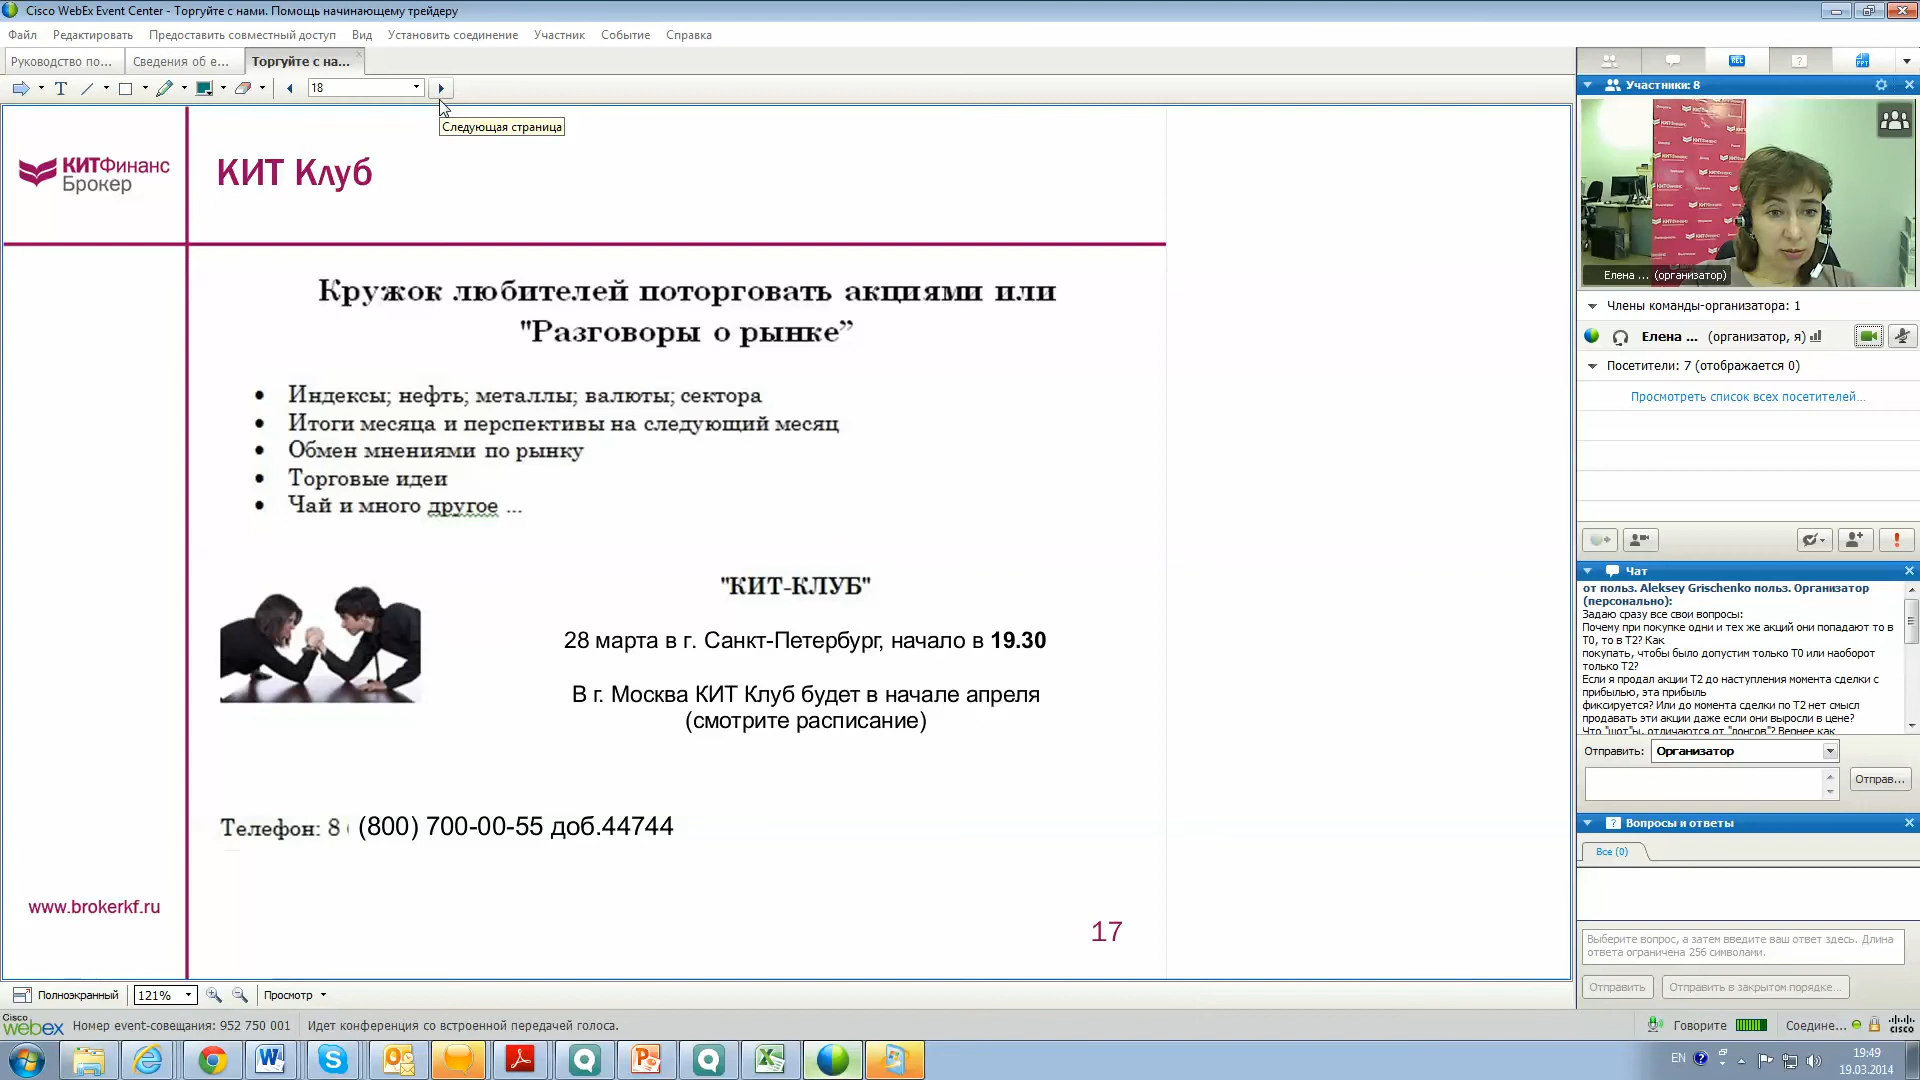 Cisco WebEx Event Center - Торгуйте с нами. Помощь начинающему трейдеру
Файл Редактировать Предоставить совместный доступ Вид Установить соединение Участник Событие Справка
Руководство по... Сведения об е... Торгуйте с на...
18
Следующая страница
КИТФинанс
Брокер
КИТ Клуб
Кружок любителей поторговать акциями или
"Разговоры о рынке”
• Индексы; нефть; металлы; валюты; сектора
• Итоги месяца и перспективы на следующий месяц
• Обмен мнениями по рынку
• Торговые идеи
• Чай и много другое ...
"КИТ-КЛУБ"
28 марта в г. Санкт-Петербург, начало в 19.30
В г. Москва КИТ Клуб будет в начале апреля
(смотрите расписание)
Телефон: 8 (800) 700-00-55 доб.44744
www.brokerkf.ru
17
REC
PPT
Участники: 8
Елена ... (организатор)
Члены команды-организатора: 1
Елена ... (организатор, я)
Посетители: 7 (отображается 0)
Просмотреть список всех посетителей...
Чат
от польз. Aleksey Grischenko польз. Организатор
(персонально):
Задаю сразу все свои вопросы:
Почему при покупке одни и тех же акций они попадают то в
Т0, то в Т2? Как
покупать, чтобы было допустим только Т0 или наоборот
только Т2?
Если я продал акции Т2 до наступления момента сделки с
прибылью, эта прибыль
фиксируется? Или до момента сделки по Т2 нет смысл
продавать эти акции даже если они выросли в цене?
Что "шот"ы, отличаются от "лонгов"? Вернее как
Отправить: Организатор
Отправ...
Вопросы и ответы
Все (0)
Выберите вопрос, а затем введите ваш ответ здесь. Длина
ответа ограничена 256 символами.
Отправить Отправить в закрытом порядке...
Полноэкранный 121% Просмотр
Cisco
webex Номер event-совещания: 952 750 001 Идет конференция со встроенной передачей голоса. Говорите Соедине... cisco
EN 19:49
19.03.2014